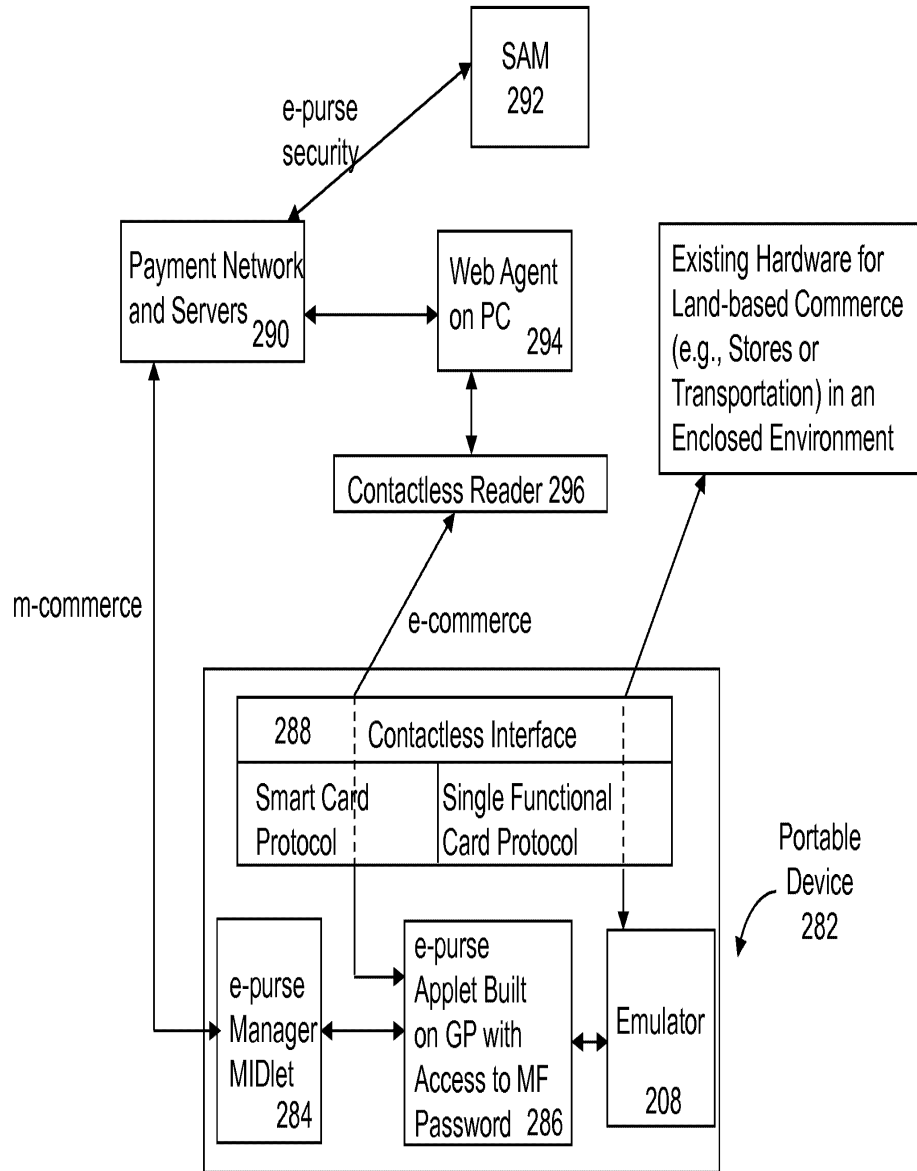 SAM
292
e-purse
security
Payment Network
and Servers 290
Web Agent
on PC 294
Existing Hardware for
Land-based Commerce
(e.g., Stores or
Transportation) in an
Enclosed Environment
Contactless Reader 296
m-commerce
e-commerce
288 Contactless Interface
Smart Card
Protocol
Single Functional
Card Protocol
Portable
Device
282
e-purse
Manager
MIDlet
284
e-purse
Applet Built
on GP with
Access to MF
Password 286
Emulator
208